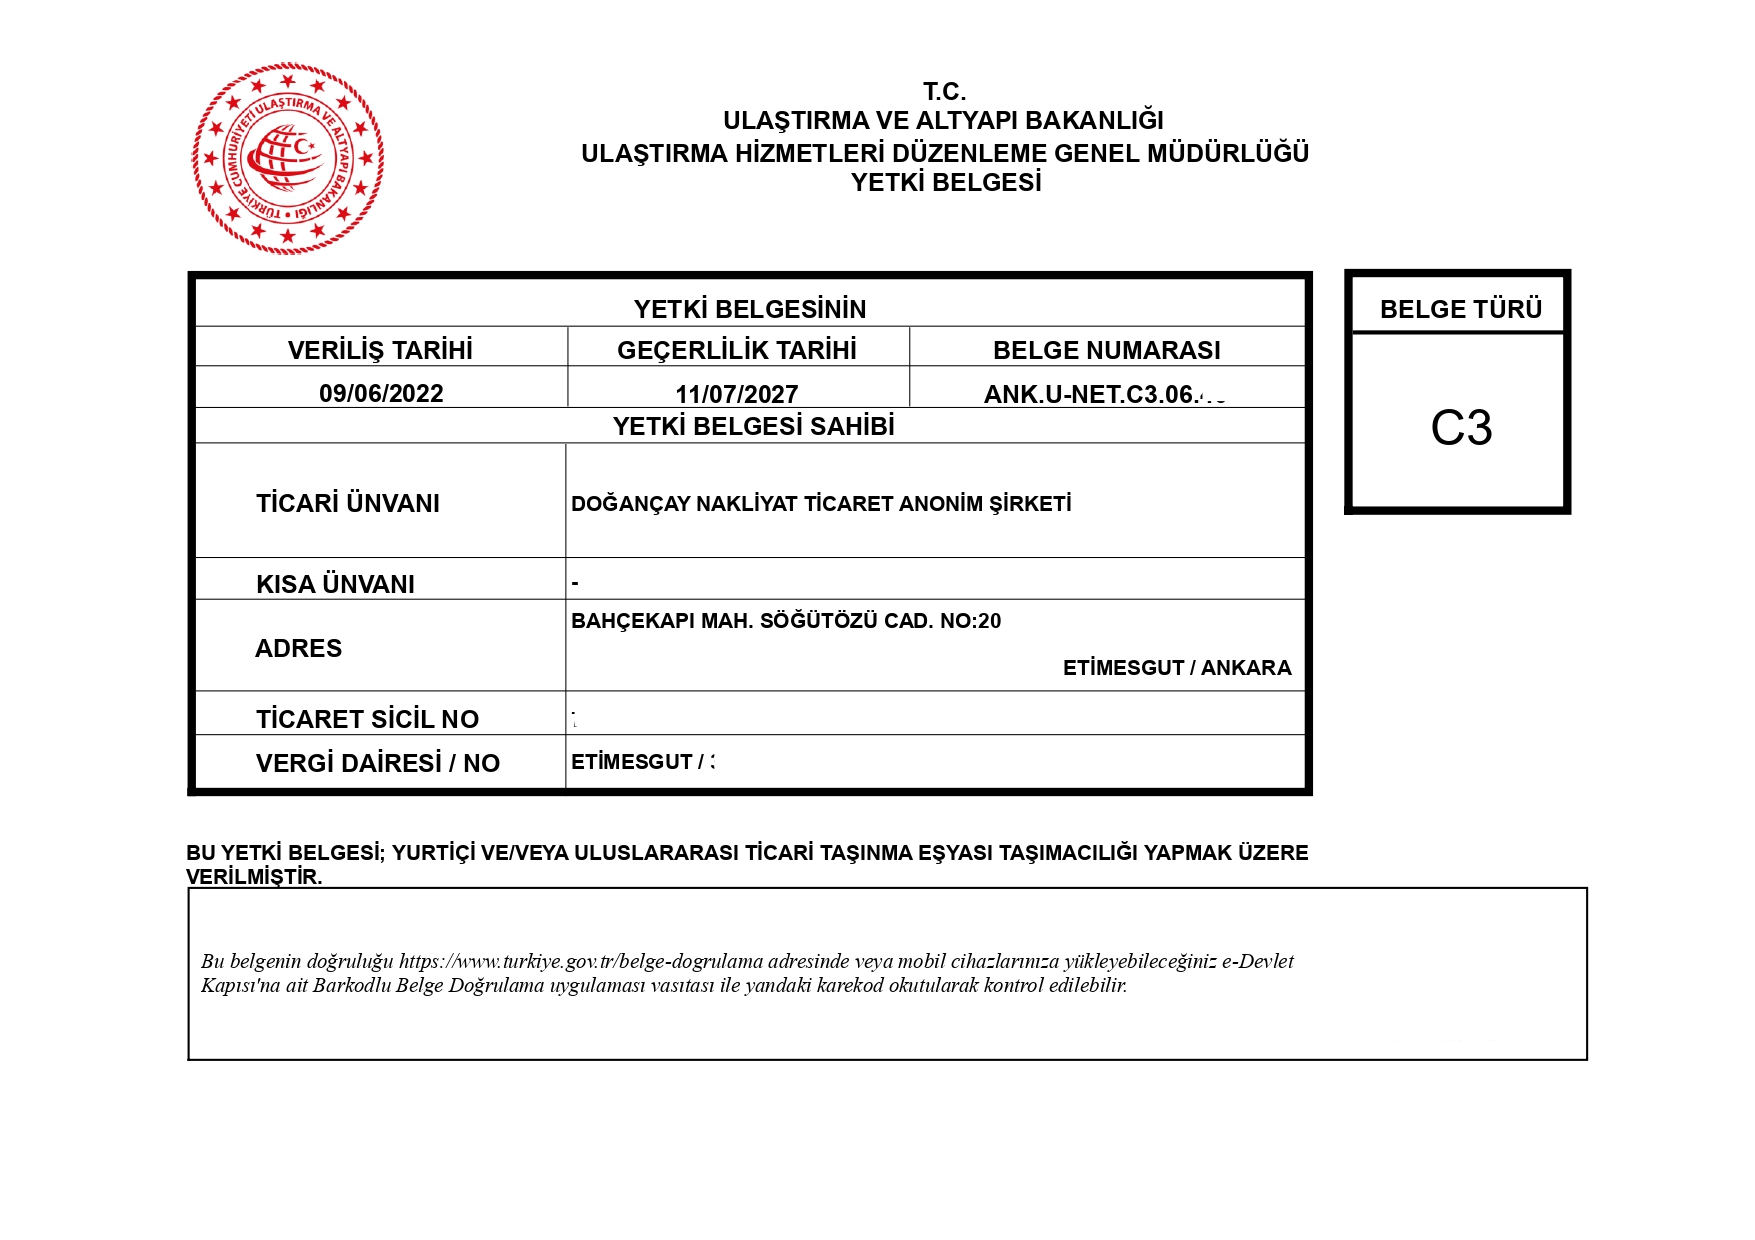 TÜRKİYE CUMHURİYETİ ULAŞTIRMA VE ALTYAPI BAKANLIĞI
T.C.
ULAŞTIRMA VE ALTYAPI BAKANLIĞI
ULAŞTIRMA HİZMETLERİ DÜZENLEME GENEL MÜDÜRLÜĞÜ
YETKİ BELGESİ
YETKİ BELGESİNİN
VERİLİŞ TARİHİ GEÇERLİLİK TARİHİ BELGE NUMARASI
09/06/2022 11/07/2027 ANK.U-NET.C3.06.
YETKİ BELGESİ SAHİBİ
TİCARİ ÜNVANI DOĞANÇAY NAKLİYAT TİCARET ANONİM ŞİRKETİ
KISA ÜNVANI -
ADRES BAHÇEKAPI MAH. SÖĞÜTÖZÜ CAD. NO:20
ETİMESGUT / ANKARA
TİCARET SİCİL NO
VERGİ DAİRESİ / NO ETİMESGUT /
BELGE TÜRÜ
C3
BU YETKİ BELGESİ; YURTİÇİ VE/VEYA ULUSLARARASI TİCARİ TAŞINMA EŞYASI TAŞIMACILIĞI YAPMAK ÜZERE
VERİLMİŞTİR.
Bu belgenin doğruluğu https://www.turkiye.gov.tr/belge-dogrulama adresinde veya mobil cihazlarınıza yükleyebileceğiniz e-Devlet
Kapısı'na ait Barkodlu Belge Doğrulama uygulaması vasıtası ile yandaki karekod okutularak kontrol edilebilir.